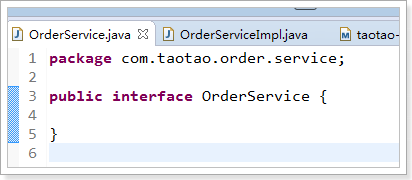 OrderService.java
OrderServiceImpl.java
taotao-
1 package com.taotao.order.service;
2
3 public interface OrderService {
4
5 }
6